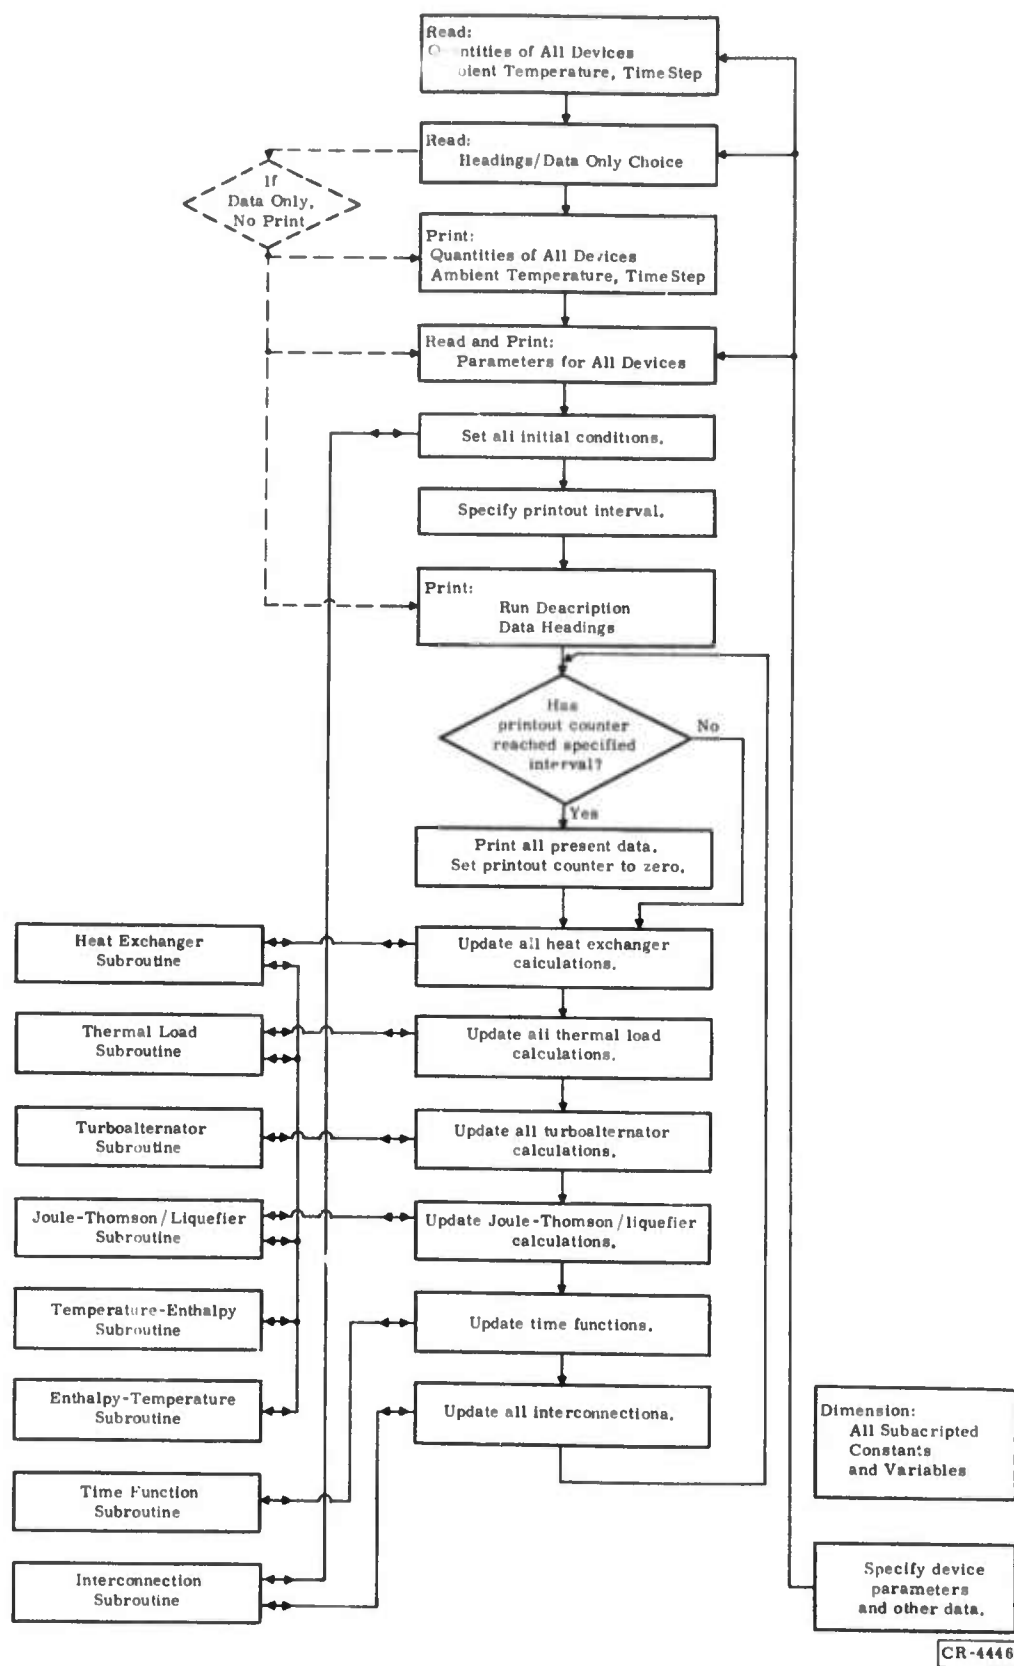 Read:
Quantities of All Devices
Ambient Temperature, Time Step
Read:
Headings/Data Only Choice
If
Data Only,
No Print
Print:
Quantities of All Devices
Ambient Temperature, Time Step
Read and Print:
Parameters for All Devices
Set all initial conditions.
Specify printout interval.
Print:
Run Deacription
Data Headings
Has
printout counter
reached specified
interval?
No
Yes
Print all present data.
Set printout counter to zero.
Heat Exchanger
Subroutine
Update all heat exchanger
calculations.
Thermal Load
Subroutine
Update all thermal load
calculations.
Turboalternator
Subroutine
Update all turboalternator
calculations.
Joule-Thomson/Liquefier
Subroutine
Update Joule-Thomson/liquefier
calculations.
Temperature-Enthalpy
Subroutine
Update time functions.
Enthalpy-Temperature
Subroutine
Update all interconnectiona.
Dimension:
All Subacripted
Constants
and Variables
Time Function
Subroutine
Interconnection
Subroutine
Specify device
parameters
and other data.
CR-4446